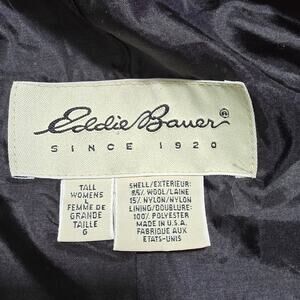 Eddie Bauer®
SINCE 1920
TALL
WOMENS
L
FEMME DE
GRANDE
TAILLE
G
SHELL/EXTERIEUR:
85% WOOL/LAINE
15% NYLON/NYLON
LINING/DOUBLURE:
100% POLYESTER
MADE IN U.S.A.
FABRIQUE AUX
ETATS-UNIS